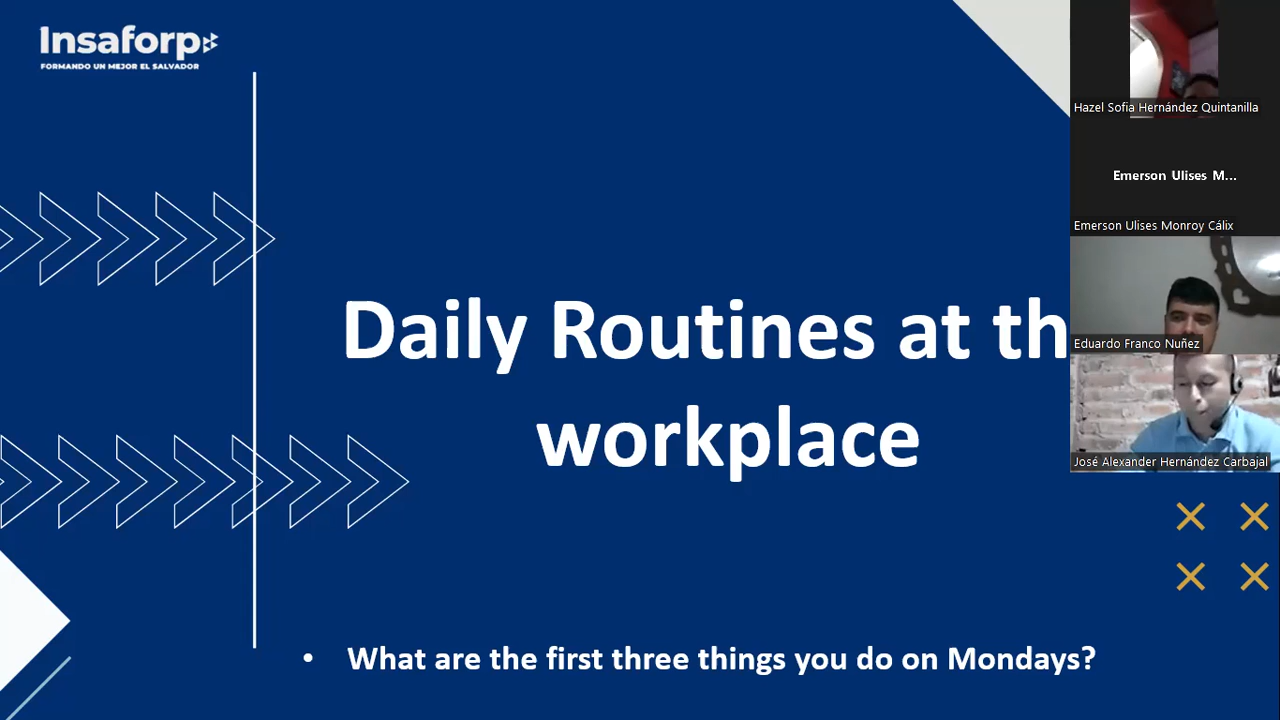 Insaforp
FORMANDO UN MEJOR EL SALVADOR
Daily Routines at th
workplace
• What are the first three things you do on Mondays?
Hazel Sofia Hernández Quintanilla
Emerson Ulises M...
Emerson Ulises Monroy Cálix
Eduardo Franco Nuñez
José Alexander Hernández Carbajal